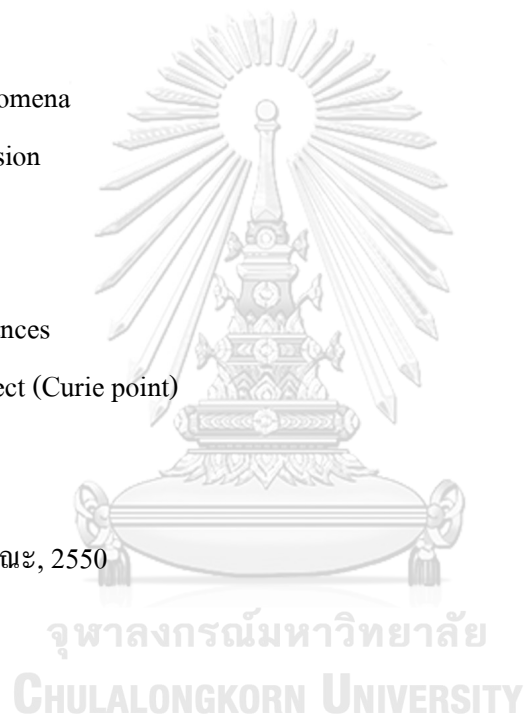 omena
sion
nces
ect (Curie point)
ณะ, 2550
จุฬาลงกรณ์มหาวิทยาลัย
CHULALONGKORN UNIVERSITY